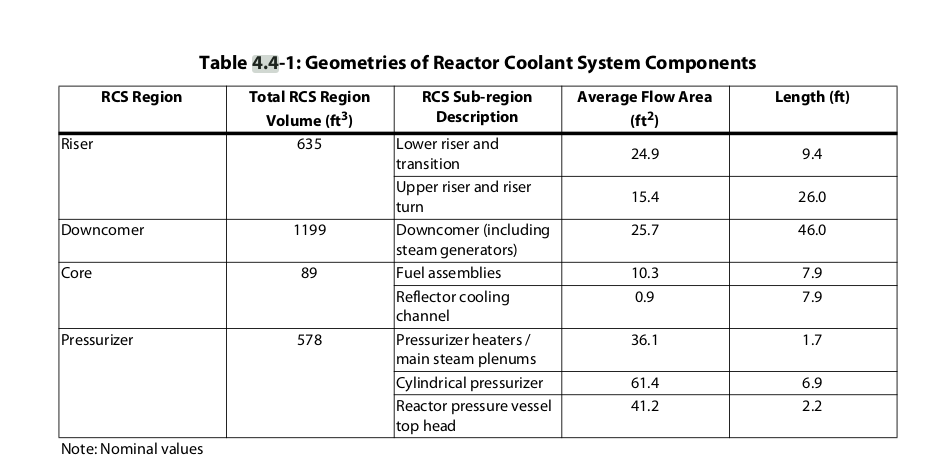 Table 4.4-1: Geometries of Reactor Coolant System Components
RCS Region
Total RCS Region
Volume (ft3)
RCS Sub-region
Description
Average Flow Area
(ft2)
Length (ft)
Riser
635
Lower riser and
transition
24.9
9.4
Upper riser and riser
turn
15.4
26.0
Downcomer
1199
Downcomer (including
steam generators)
25.7
46.0
Core
89
Fuel assemblies
10.3
7.9
Reflector cooling
channel
0.9
7.9
Pressurizer
578
Pressurizer heaters /
main steam plenums
36.1
1.7
Cylindrical pressurizer
61.4
6.9
Reactor pressure vessel
top head
41.2
2.2
Note: Nominal values